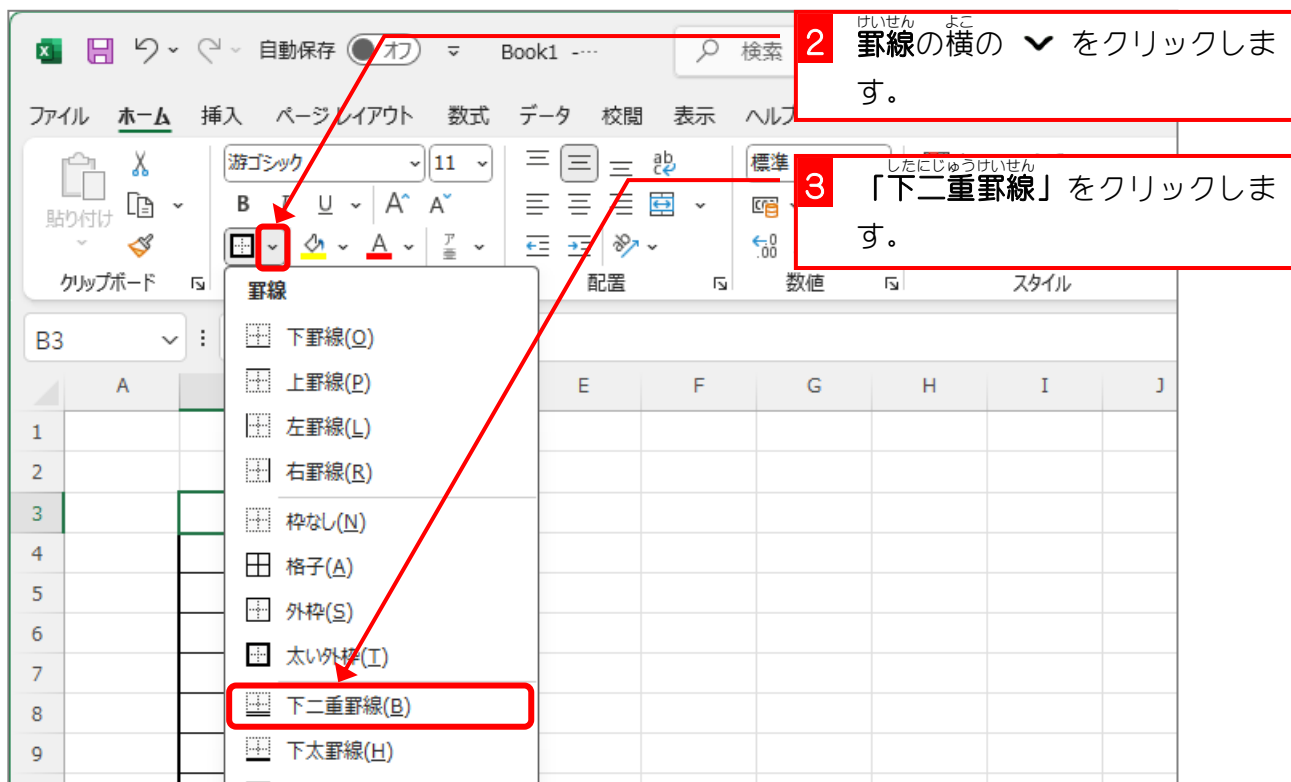 自動保存 オフ Book1 -… 検索
ファイル ホーム 挿入 ページ レイアウト 数式 データ 校閲 表示 ヘルプ
游ゴシック 11 ab 標準
貼り付け B I U A A
A ア亜 .00
クリップボード 配置 数値 スタイル
2
けいせん よこ
罫線の横の ✓ をクリックしま
す。
3
したにじゅうけいせん
「下二重罫線」をクリックしま
す。
罫線
下罫線(O)
上罫線(P)
左罫線(L)
右罫線(R)
枠なし(N)
格子(A)
外枠(S)
太い外枠(T)
下二重罫線(B)
下太罫線(H)
B3
A E F G H I J
1
2
3
4
5
6
7
8
9